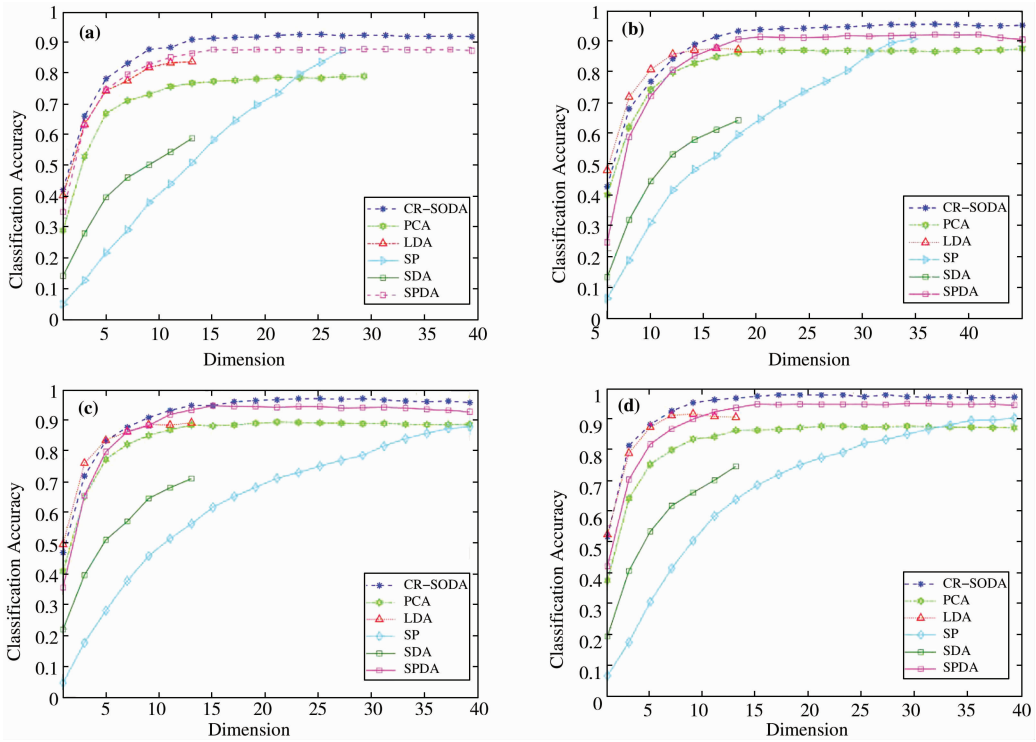 (a)
Classification Accuracy
1
0.9
0.8
0.7
0.6
0.5
0.4
0.3
0.2
0.1
0
5
10
15
20
25
30
35
40
Dimension
CR−SODA
PCA
LDA
SP
SDA
SPDA
(b)
Classification Accuracy
1
0.9
0.8
0.7
0.6
0.5
0.4
0.3
0.2
0.1
0
5
10
15
20
25
30
35
40
45
Dimension
CR−SODA
PCA
LDA
SP
SDA
SPDA
(c)
Classification Accuracy
1
0.9
0.8
0.7
0.6
0.5
0.4
0.3
0.2
0.1
0
5
10
15
20
25
30
35
40
Dimension
CR−SODA
PCA
LDA
SP
SDA
SPDA
(d)
Classification Accuracy
1
0.9
0.8
0.7
0.6
0.5
0.4
0.3
0.2
0.1
0
5
10
15
20
25
30
35
40
Dimension
CR−SODA
PCA
LDA
SP
SDA
SPDA